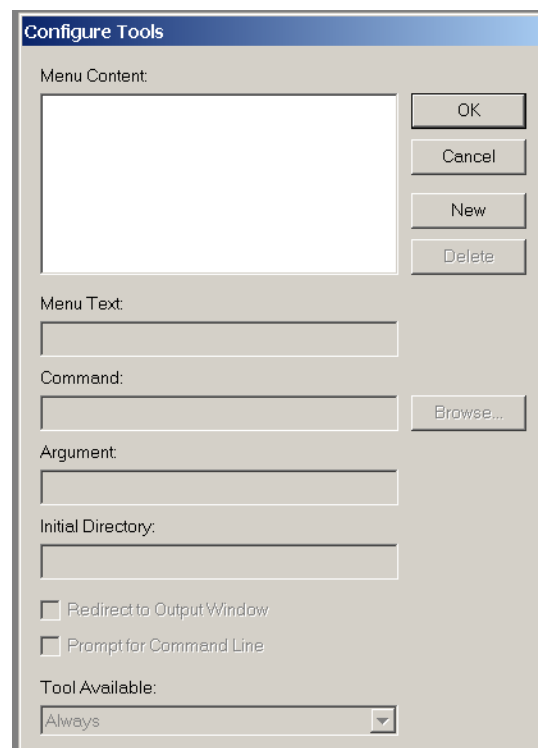 Configure Tools
Menu Content:
OK
Cancel
New
Delete
Menu Text:
Command:
Browse...
Argument:
Initial Directory:
Redirect to Output Window
Prompt for Command Line
Tool Available:
Always